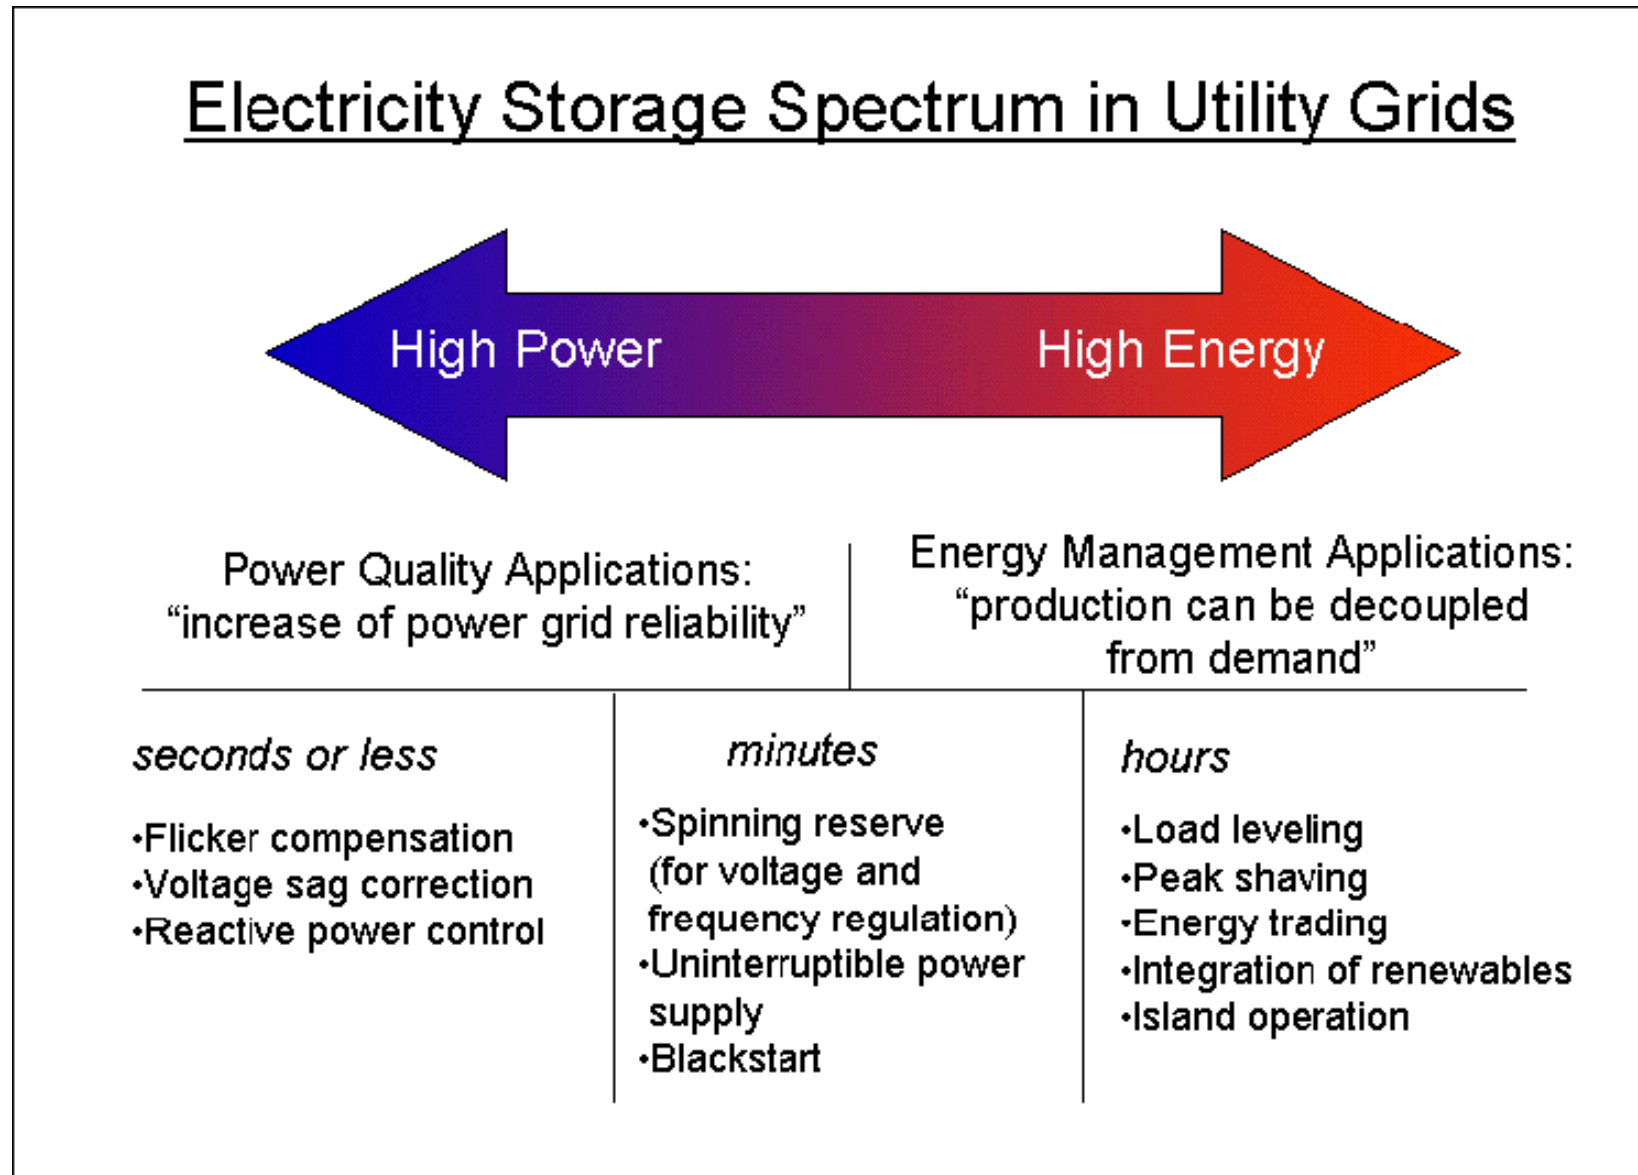 Electricity Storage Spectrum in Utility Grids
High Power
High Energy
Power Quality Applications:
“increase of power grid reliability”
Energy Management Applications:
“production can be decoupled
from demand”
seconds or less
•Flicker compensation
•Voltage sag correction
•Reactive power control
minutes
•Spinning reserve
(for voltage and
frequency regulation)
•Uninterruptible power
supply
•Blackstart
hours
•Load leveling
•Peak shaving
•Energy trading
•Integration of renewables
•Island operation